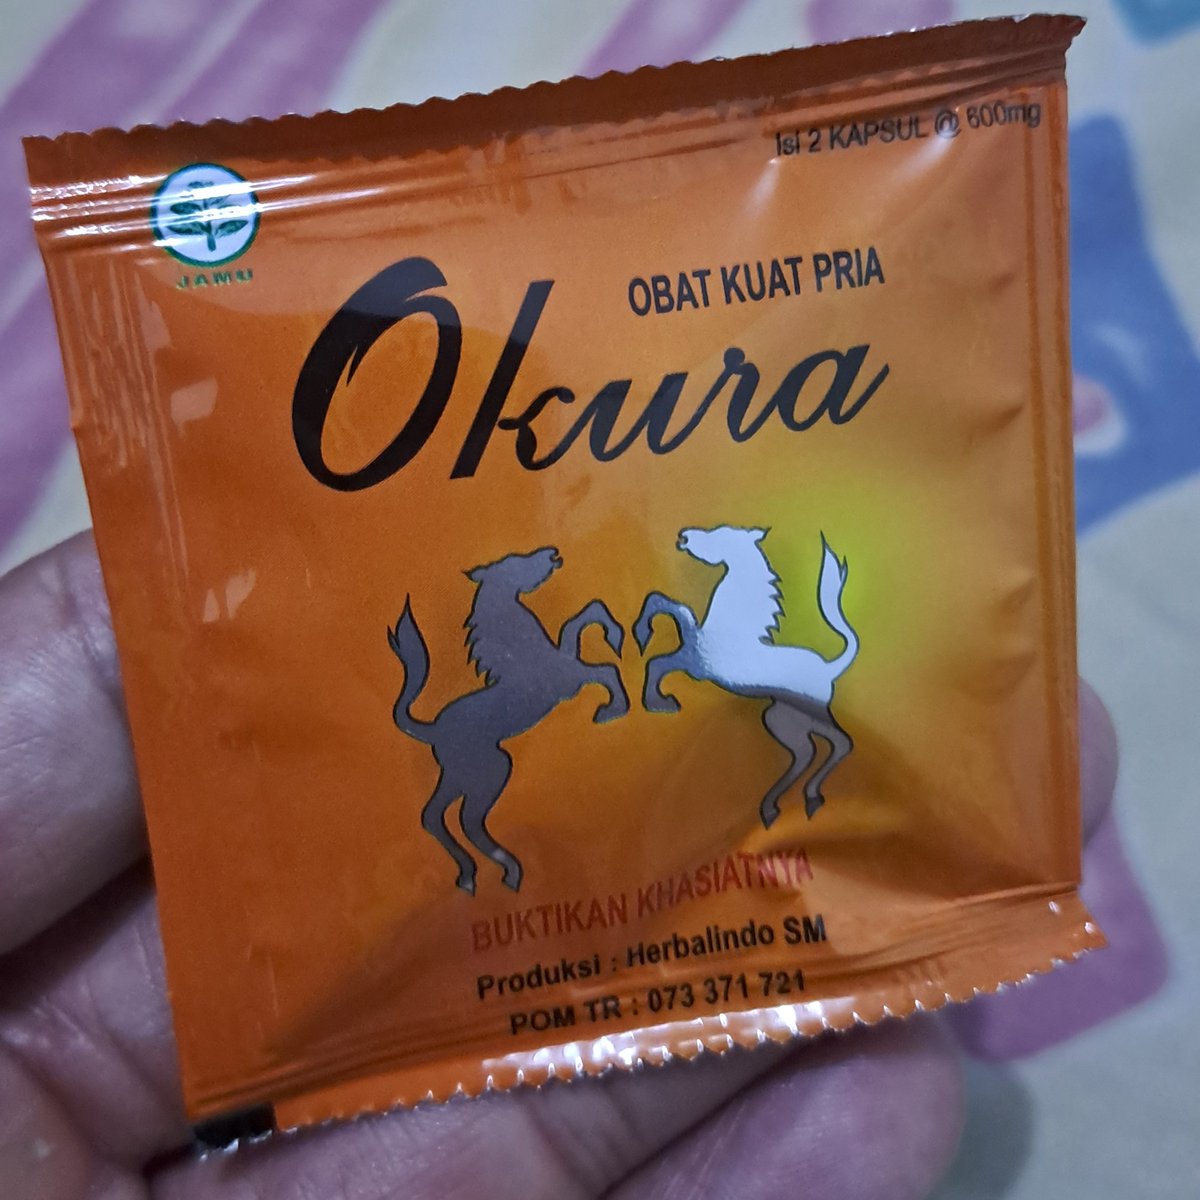 Isi 2 KAPSUL @ 600mg
JAMU
OBAT KUAT PRIA
Okura
BUKTIKAN KHASIATNYA
Produksi : Herbalindo SM
POM TR : 073 371 721